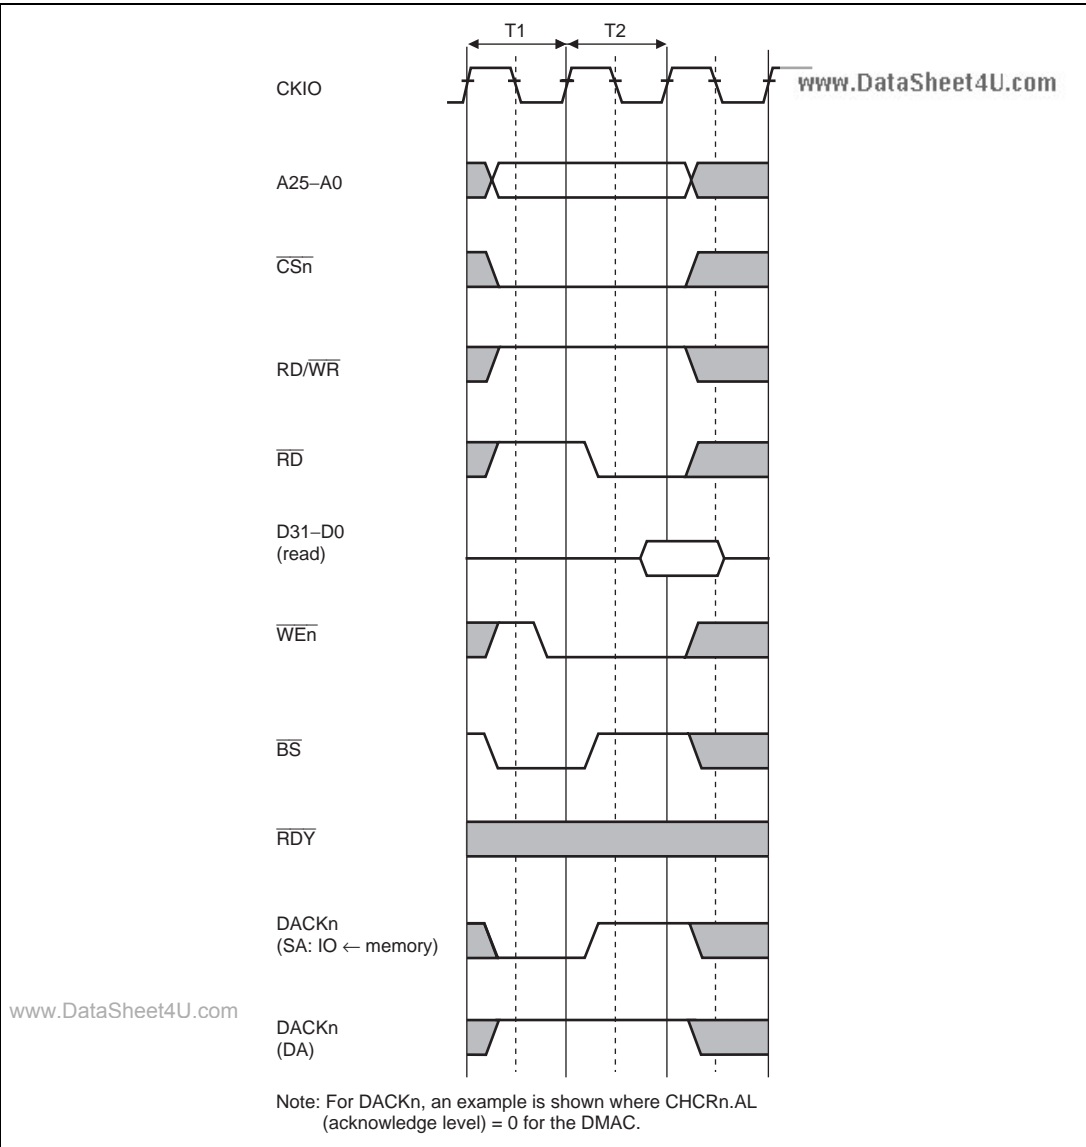 T1 T2
CKIO
www.DataSheet4U.com
A25–A0
CSn
RD/WR
RD
D31–D0
(read)
WEn
BS
RDY
DACKn
(SA: IO ← memory)
www.DataSheet4U.com
DACKn
(DA)
Note: For DACKn, an example is shown where CHCRn.AL
(acknowledge level) = 0 for the DMAC.